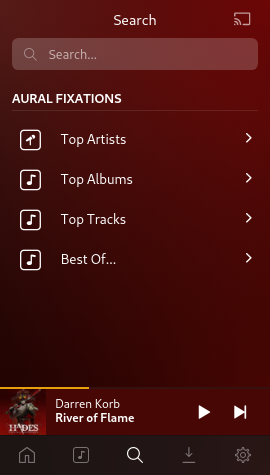 Search
Search...
AURAL FIXATIONS
Top Artists
Top Albums
Top Tracks
Best Of...
Darren Korb
River of Flame
HADES